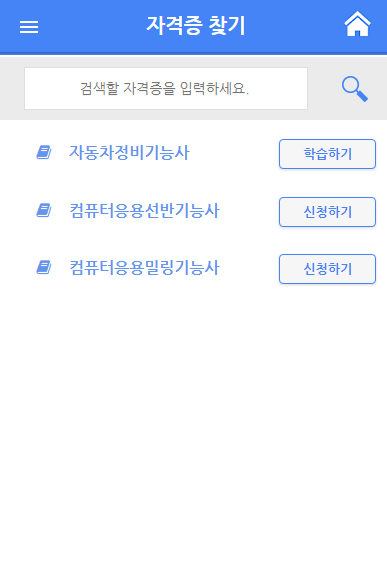 자격증 찾기
검색할 자격증을 입력하세요.
자동차정비기능사 학습하기
컴퓨터응용선반기능사 신청하기
컴퓨터응용밀링기능사 신청하기